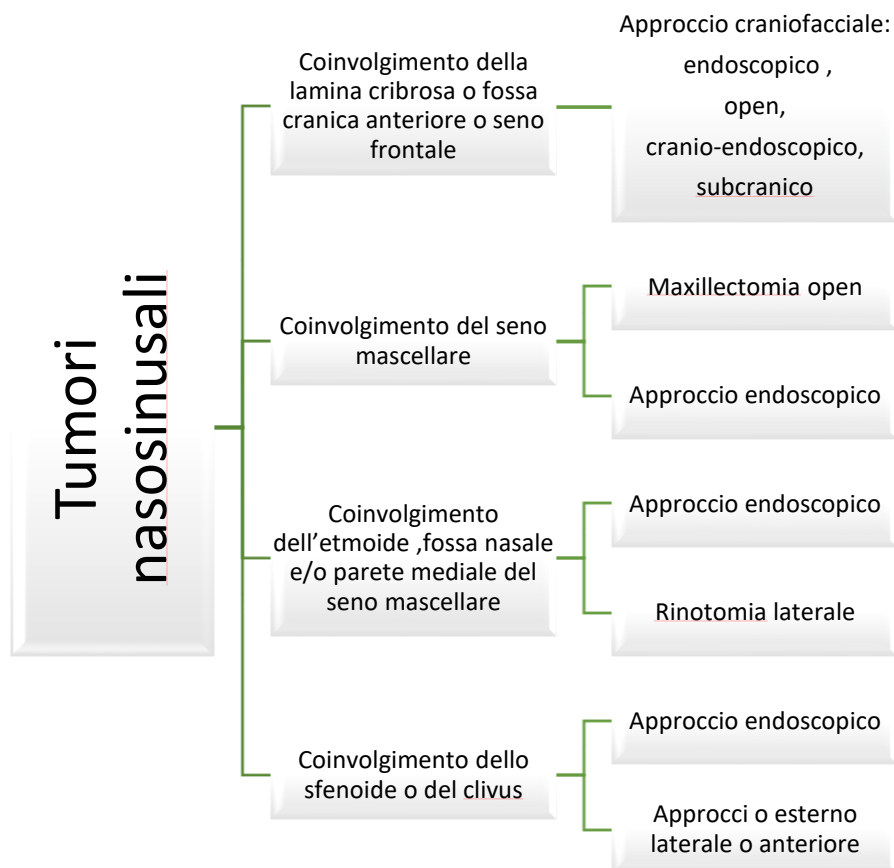 Tumori
nasosinusali
Coinvolgimento della
lamina cribrosa o fossa
cranica anteriore o seno
frontale
Approccio craniofacciale:
endoscopico ,
open,
cranio-endoscopico,
subcranico
Coinvolgimento del seno
mascellare
Maxillectomia open
Approccio endoscopico
Coinvolgimento
dell’etmoide ,fossa nasale
e/o parete mediale del
seno mascellare
Approccio endoscopico
Rinotomia laterale
Coinvolgimento dello
sfenoide o del clivus
Approccio endoscopico
Approcci o esterno
laterale o anteriore